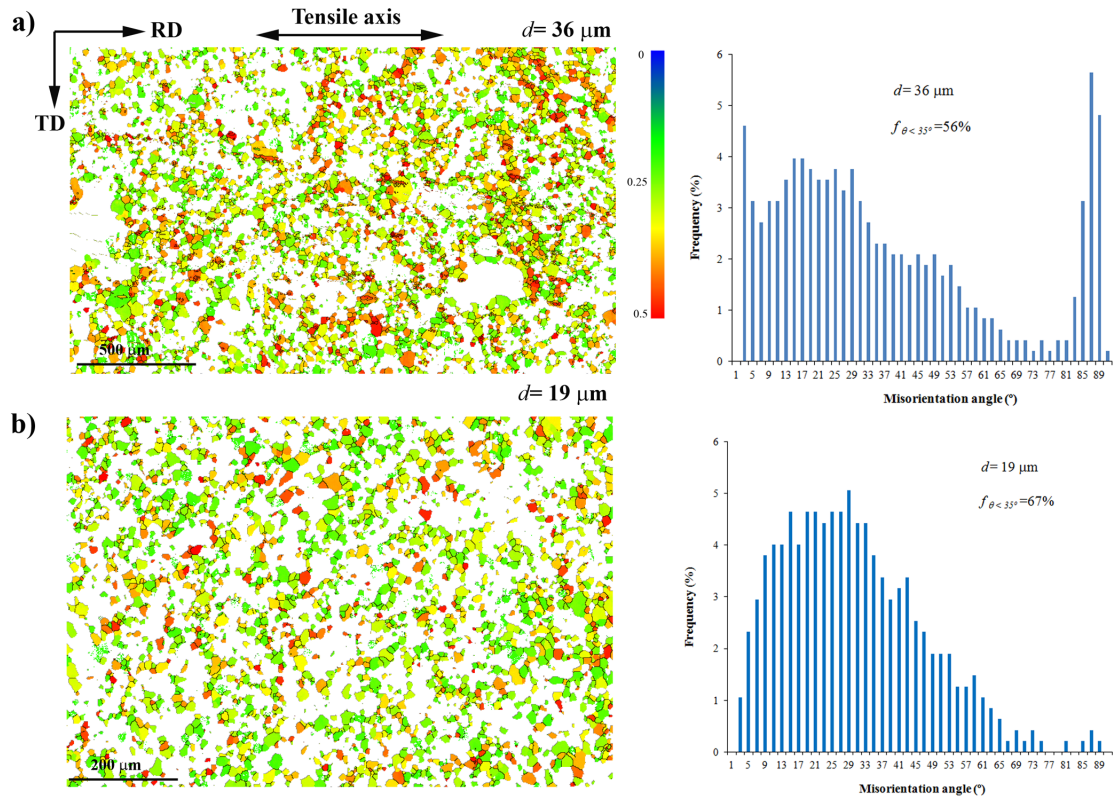 a)
RD
Tensile axis
d= 36 μm
TD
0
0.25
0.5
500 μm
6
5
4
3
2
1
0
Frequency (%)
d= 36 μm
f θ < 35° =56%
1 5 9 13 17 21 25 29 33 37 41 45 49 53 57 61 65 69 73 77 81 85 89
Misorientation angle (º)
d= 19 μm
b)
200 μm
6
5
4
3
2
1
0
Frequency (%)
d= 19 μm
f θ < 35° =67%
1 5 9 13 17 21 25 29 33 37 41 45 49 53 57 61 65 69 73 77 81 85 89
Misorientation angle (º)